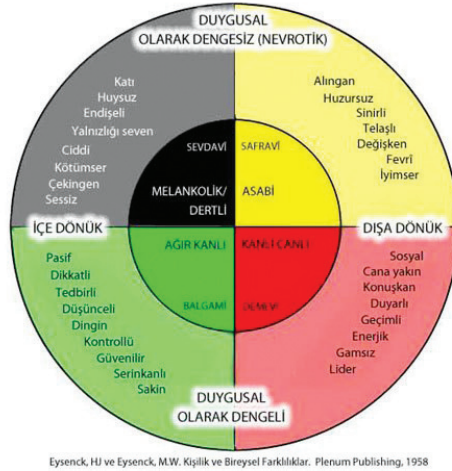 DUYGUSAL
OLARAK DENGESİZ (NEVROTİK)
Katı
Huysuz
Endişeli
Yalnızlığı seven
Ciddi
Kötümser
Çekingen
Sessiz
Alıngan
Huzursuz
Sinirli
Telaşlı
Değişken
Fevrî
İyimser
SEVDAVİ
MELANKOLİK/
DERTLİ
SAFRAVİ
ASABİ
İÇE DÖNÜK
DIŞA DÖNÜK
AĞIR KANLI
BALGAMİ
KANLI CANLI
DEMEVİ
Pasif
Dikkatli
Tedbirli
Düşünceli
Dingin
Kontrollü
Güvenilir
Serinkanlı
Sakin
Sosyal
Cana yakın
Konuşkan
Duyarlı
Geçimli
Enerjik
Gamsız
Lider
DUYGUSAL
OLARAK DENGELİ
Eysenck, HJ ve Eysenck, M.W. Kişilik ve Bireysel Farklılıklar. Plenum Publishing, 1958